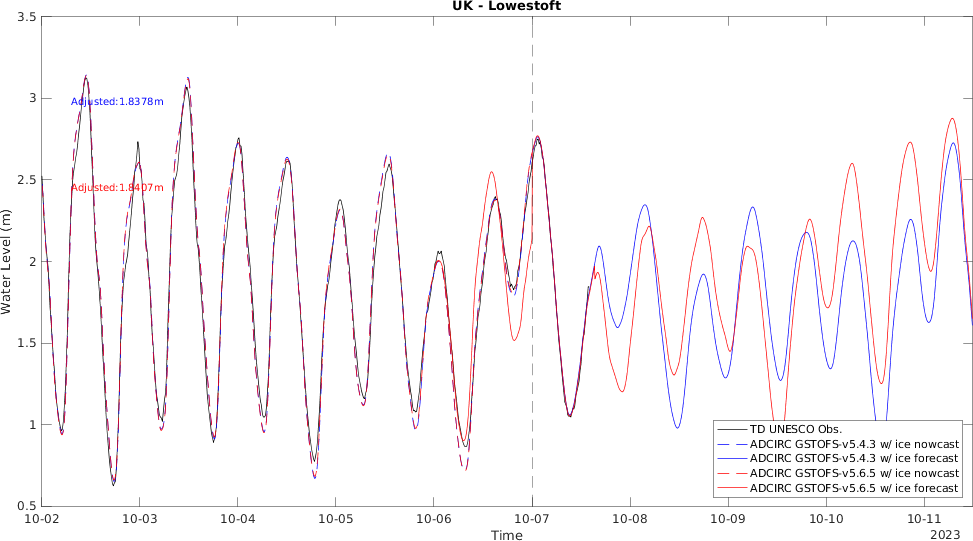 UK - Lowestoft
3.5
3
2.5
2
1.5
1
0.5
Water Level (m)
Adjusted:1.8378m
Adjusted:1.8407m
TD UNESCO Obs.
ADCIRC GSTOFS-v5.4.3 w/ ice nowcast
ADCIRC GSTOFS-v5.4.3 w/ ice forecast
ADCIRC GSTOFS-v5.6.5 w/ ice nowcast
ADCIRC GSTOFS-v5.6.5 w/ ice forecast
10-02 10-03 10-04 10-05 10-06 10-07 10-08 10-09 10-10 10-11
Time
2023